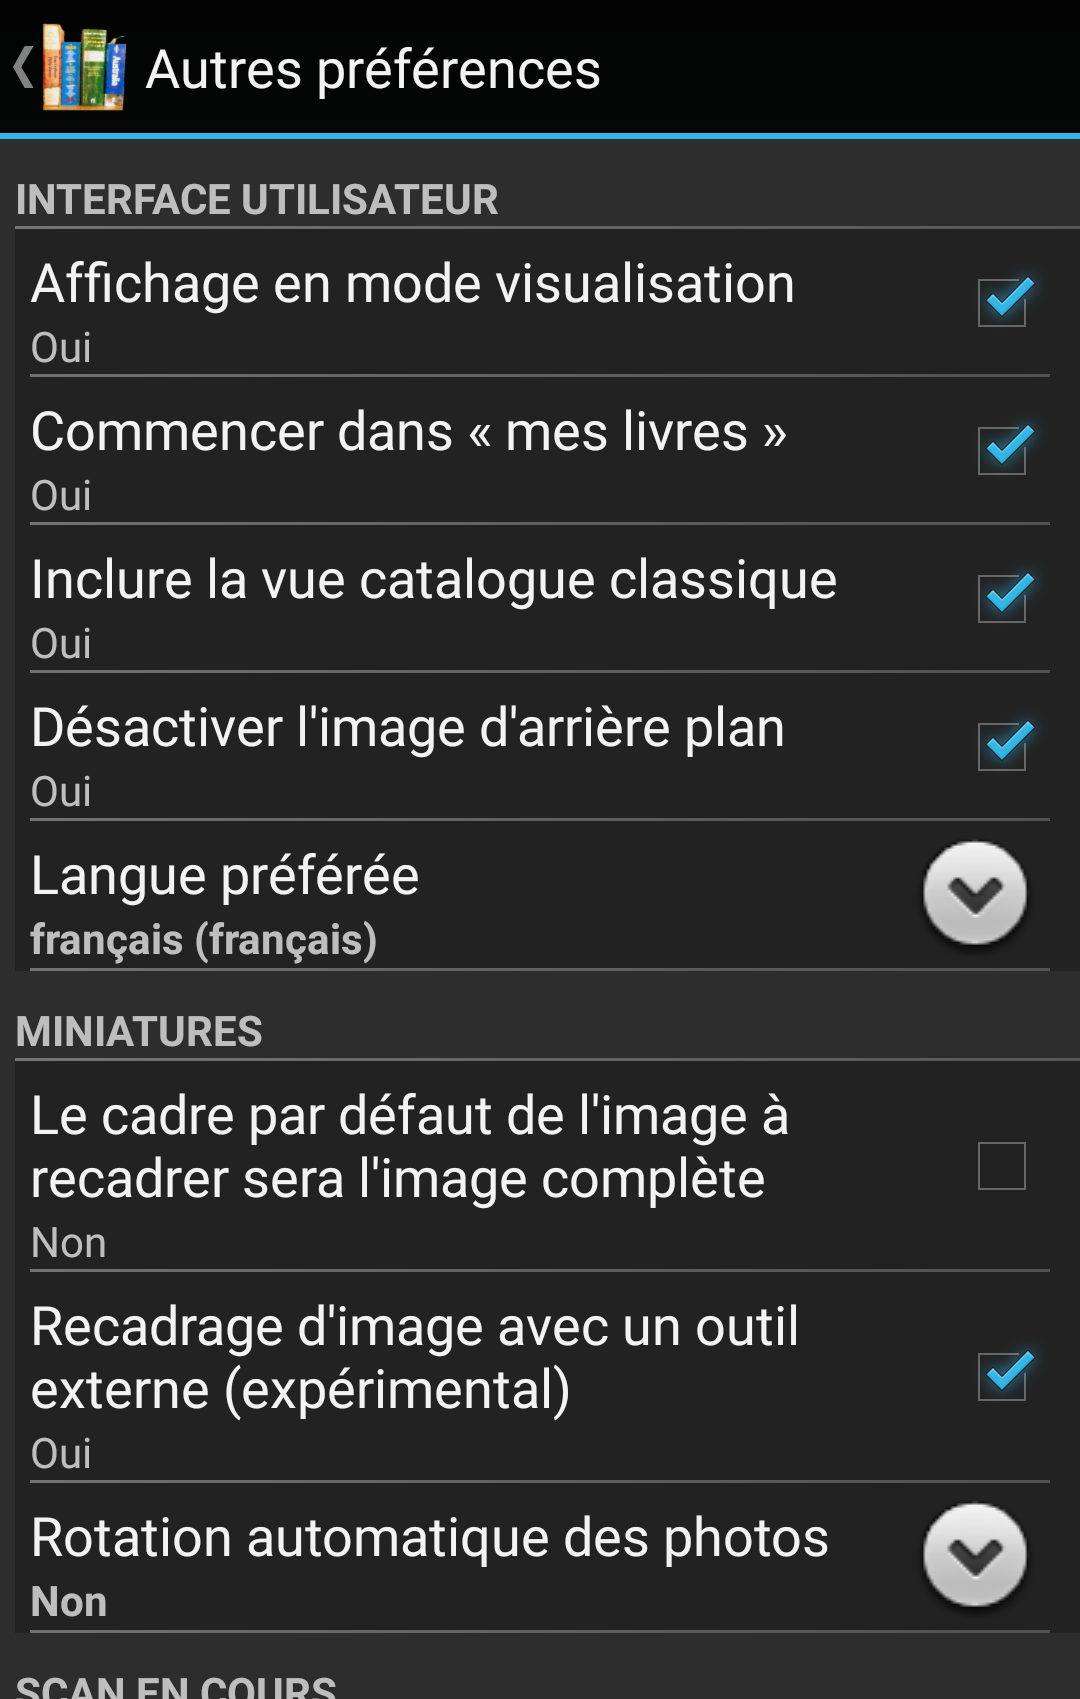 Autres préférences
INTERFACE UTILISATEUR
Affichage en mode visualisation
Oui
Commencer dans « mes livres »
Oui
Inclure la vue catalogue classique
Oui
Désactiver l'image d'arrière plan
Oui
Langue préférée
français (français)
MINIATURES
Le cadre par défaut de l'image à
recadrer sera l'image complète
Non
Recadrage d'image avec un outil
externe (expérimental)
Oui
Rotation automatique des photos
Non
SCAN EN COURS